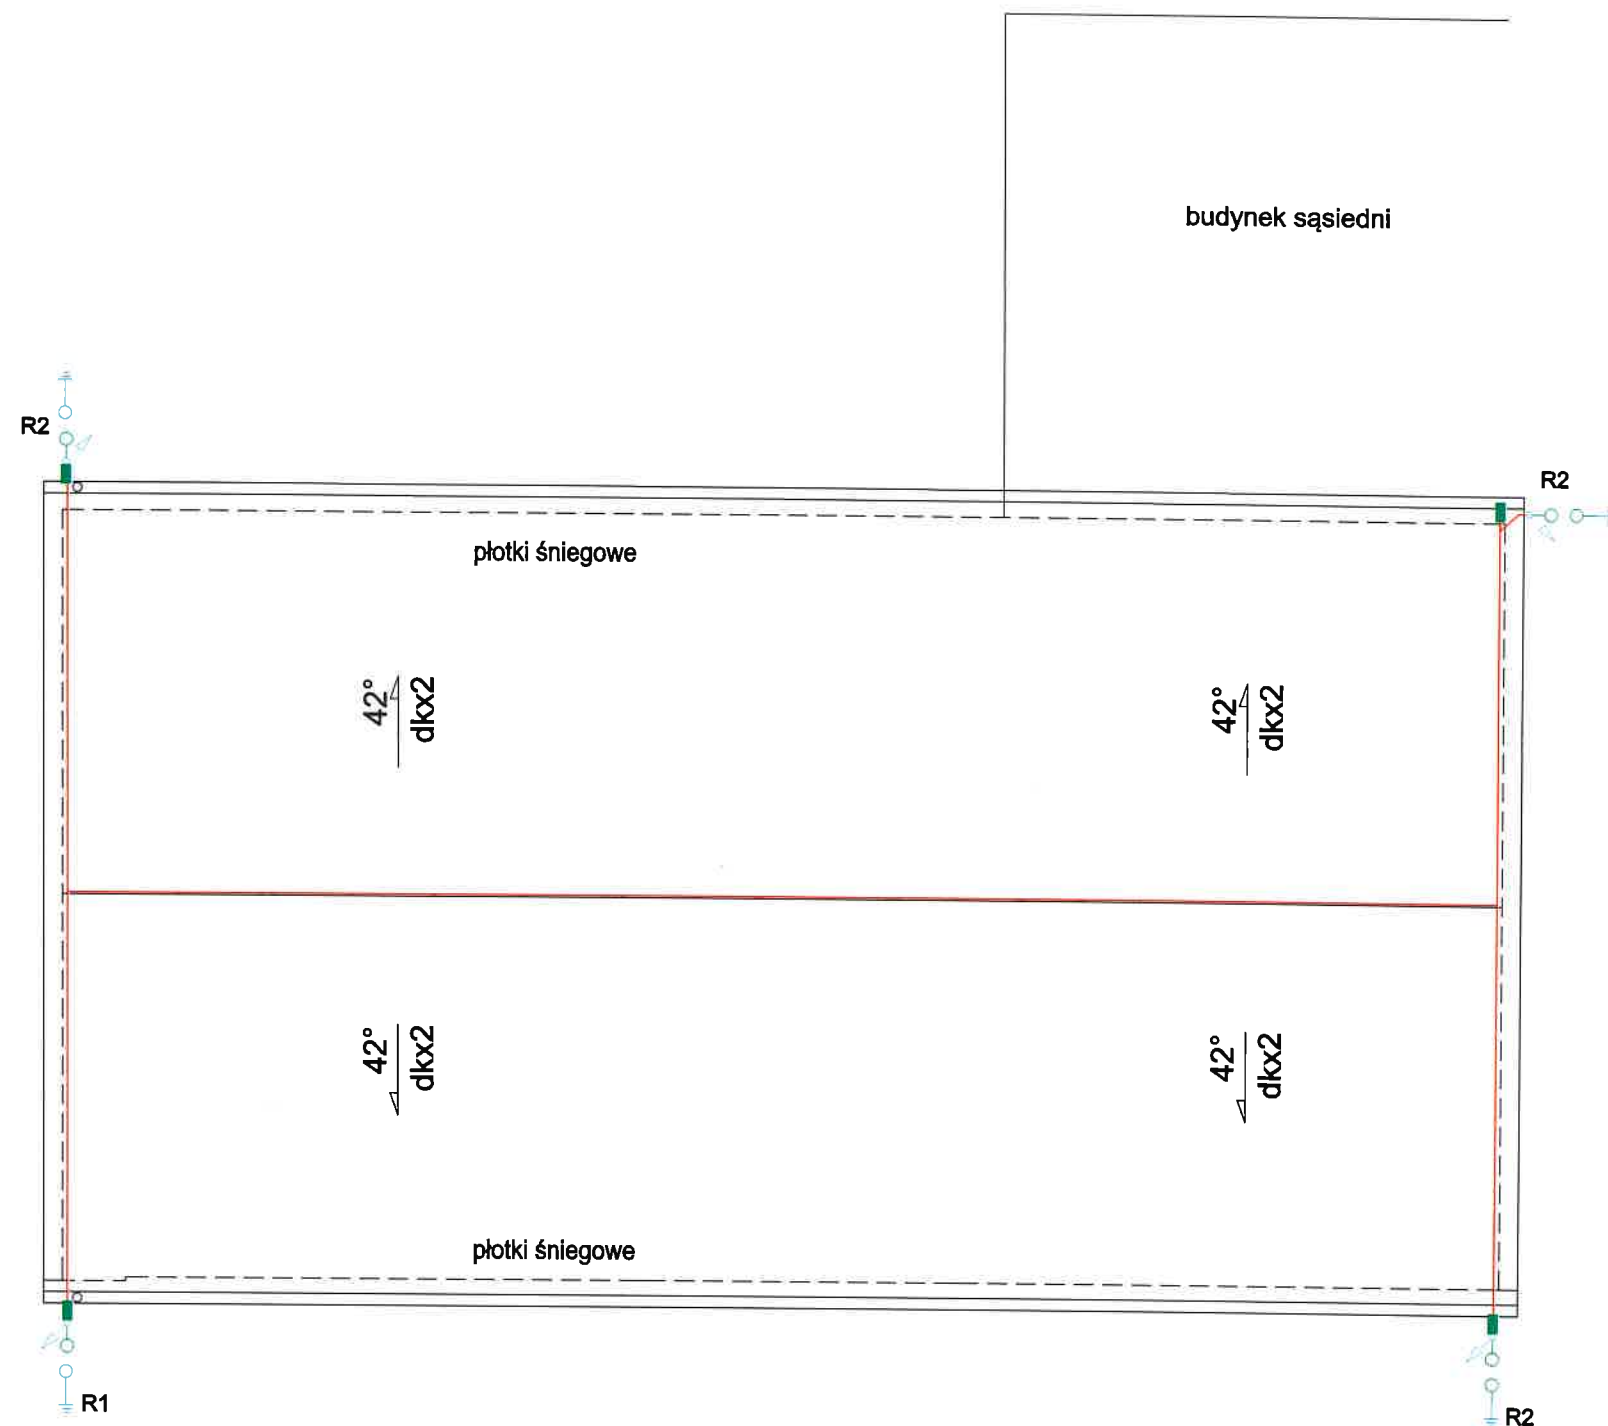 budynek sąsiedni
R2
R2
płotki śniegowe
42°
dkx2
42°
dkx2
42°
dkx2
42°
dkx2
płotki śniegowe
R1
R2